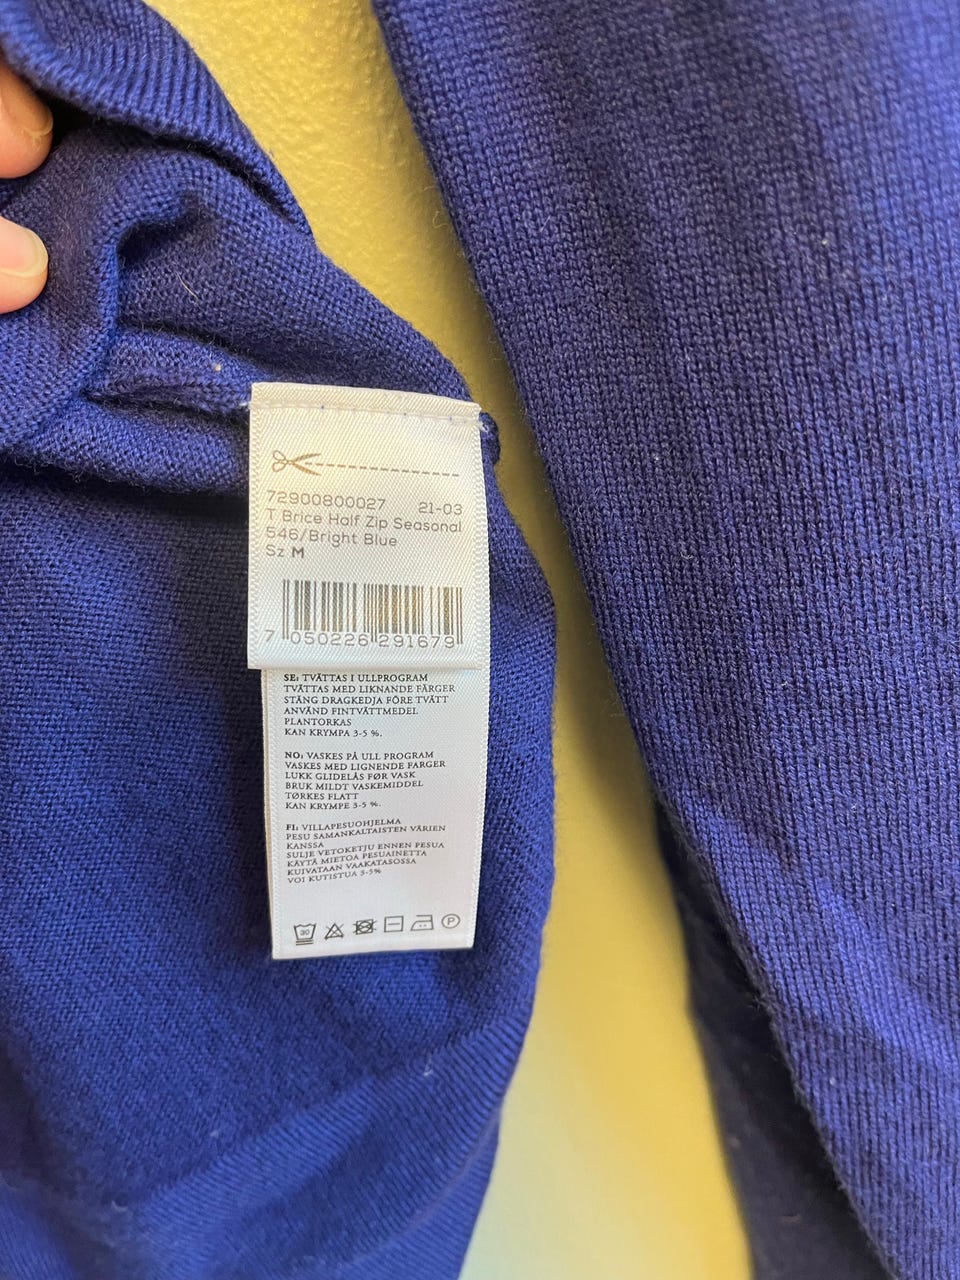 72900800027 21-03
T Brice Half Zip Seasonal
546/Bright Blue
Sz M
7 050226 291679
SE: TVÄTTAS I ULLPROGRAM
TVÄTTAS MED LIKNANDE FÄRGER
STÄNG DRAGKEDJA FÖRE TVÄTT
ANVÄND FINTVÄTTMEDEL
PLANTORKAS
KAN KRYMPA 3-5 %.
NO: VASKES PÅ ULL PROGRAM
VASKES MED LIGNENDE FARGER
LUKK GLIDELÅS FØR VASK
BRUK MILDT VASKEMIDDEL
TØRKES FLATT
KAN KRYMPE 3-5 %.
FI: VILLAPESUOHJELMA
PESU SAMANKALTAISTEN VÄRIEN
KANSSA
SULJE VETOKETJU ENNEN PESUA
KÄYTÄ MIETOA PESUAINETTA
KUIVATAAN VAAKATASOSSA
VOI KUTISTUA 3-5%
30 P